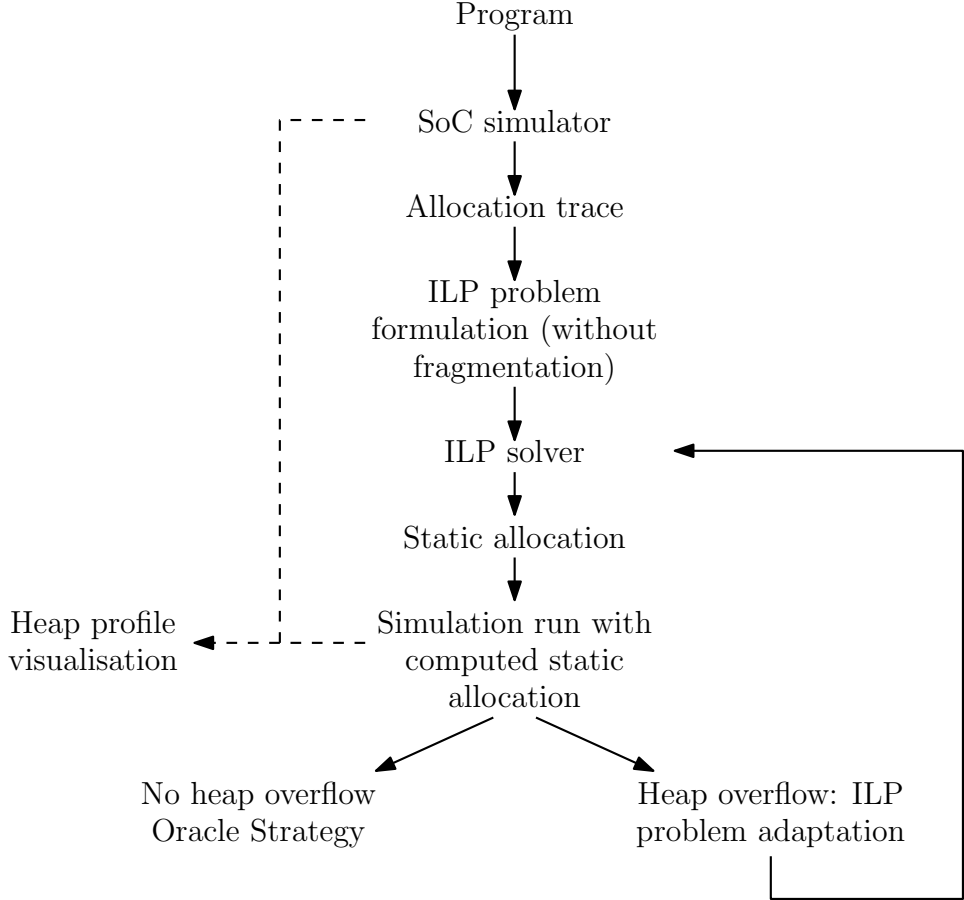 Program
SoC simulator
Allocation trace
ILP problem
formulation (without
fragmentation)
ILP solver
Static allocation
Heap profile
visualisation
Simulation run with
computed static
allocation
No heap overflow
Oracle Strategy
Heap overflow: ILP
problem adaptation